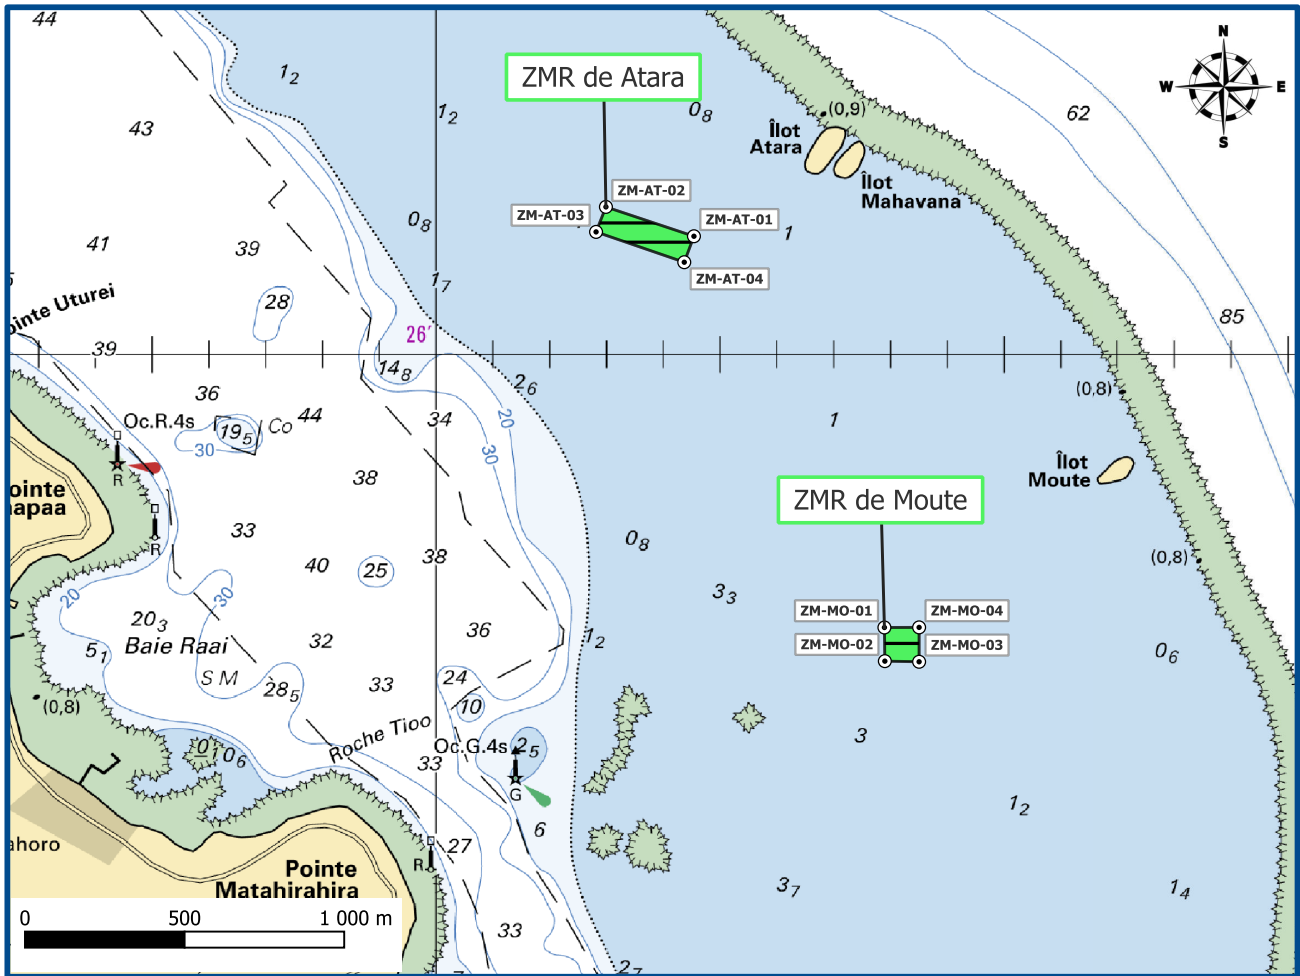 44
N
W E
S
1₂
ZMR de Atara
43
1₂
0₈
(0,9)
62
Îlot
Atara
Îlot
Mahavana
ZM-AT-02
ZM-AT-03
ZM-AT-01
0₈
1
41
39
1₇
ZM-AT-04
28
ointe Uturei
26'
85
39
14₈
36
2₆
(0,8)
Oc.R.4s
44
34
20
1
19₅
Co
30
30
R
38
Îlot
Moute
ointe
apaa
ZMR de Moute
33
R
0₈
38
(0,8)
40
25
3₃
20
30
20₃
Baie Raai
32
36
1₂
ZM-MO-01
ZM-MO-04
ZM-MO-02
ZM-MO-03
5₁
0₆
S M
28₅
33
24
(0,8)
10
Roche Tioo
3
Oc.G.4s
2₅
0₁
0₆
33
G
1₂
6
ahoro
27
R
Pointe
Matahirahira
3₇
1₄
0 500 1 000 m
33
2₇